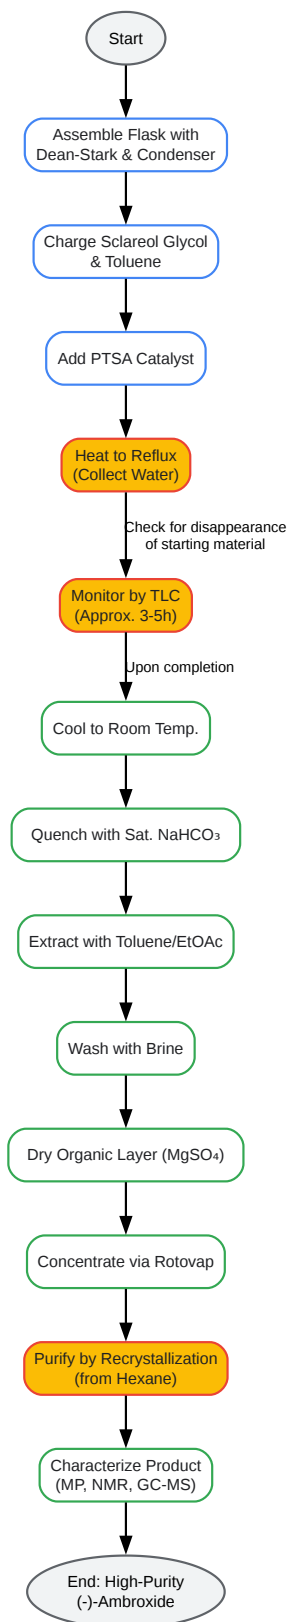 Start
Assemble Flask with
Dean-Stark & Condenser
Charge Sclareol Glycol
& Toluene
Add PTSA Catalyst
Heat to Reflux
(Collect Water)
Check for disappearance
of starting material
Monitor by TLC
(Approx. 3-5h)
Upon completion
Cool to Room Temp.
Quench with Sat. NaHCO₃
Extract with Toluene/EtOAc
Wash with Brine
Dry Organic Layer (MgSO₄)
Concentrate via Rotovap
Purify by Recrystallization
(from Hexane)
Characterize Product
(MP, NMR, GC-MS)
End: High-Purity
(-)-Ambroxide